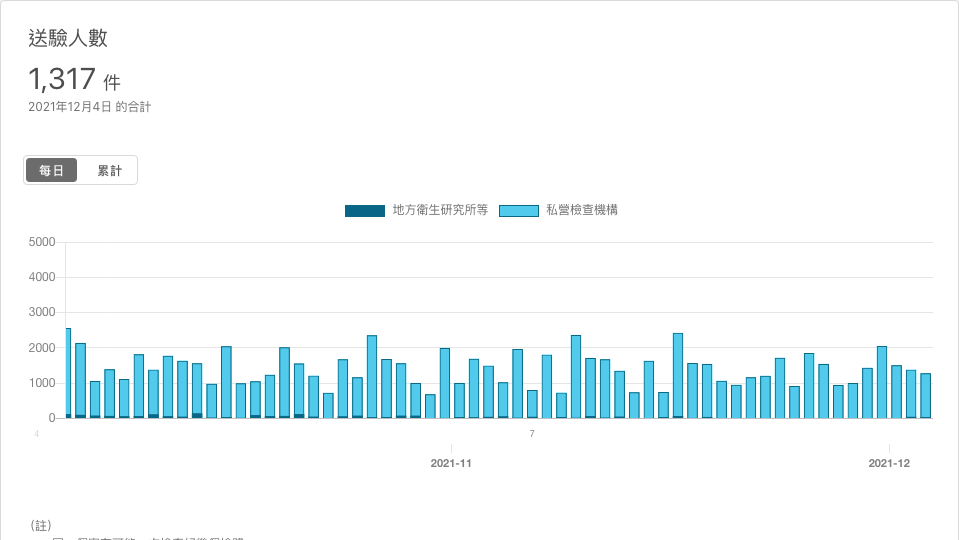 送驗人數
1,317 件
2021年12月4日 的合計
每日 累計
地方衛生研究所等 私營檢查機構
5000
4000
3000
2000
1000
0
4 7
2021-11 2021-12
(註)